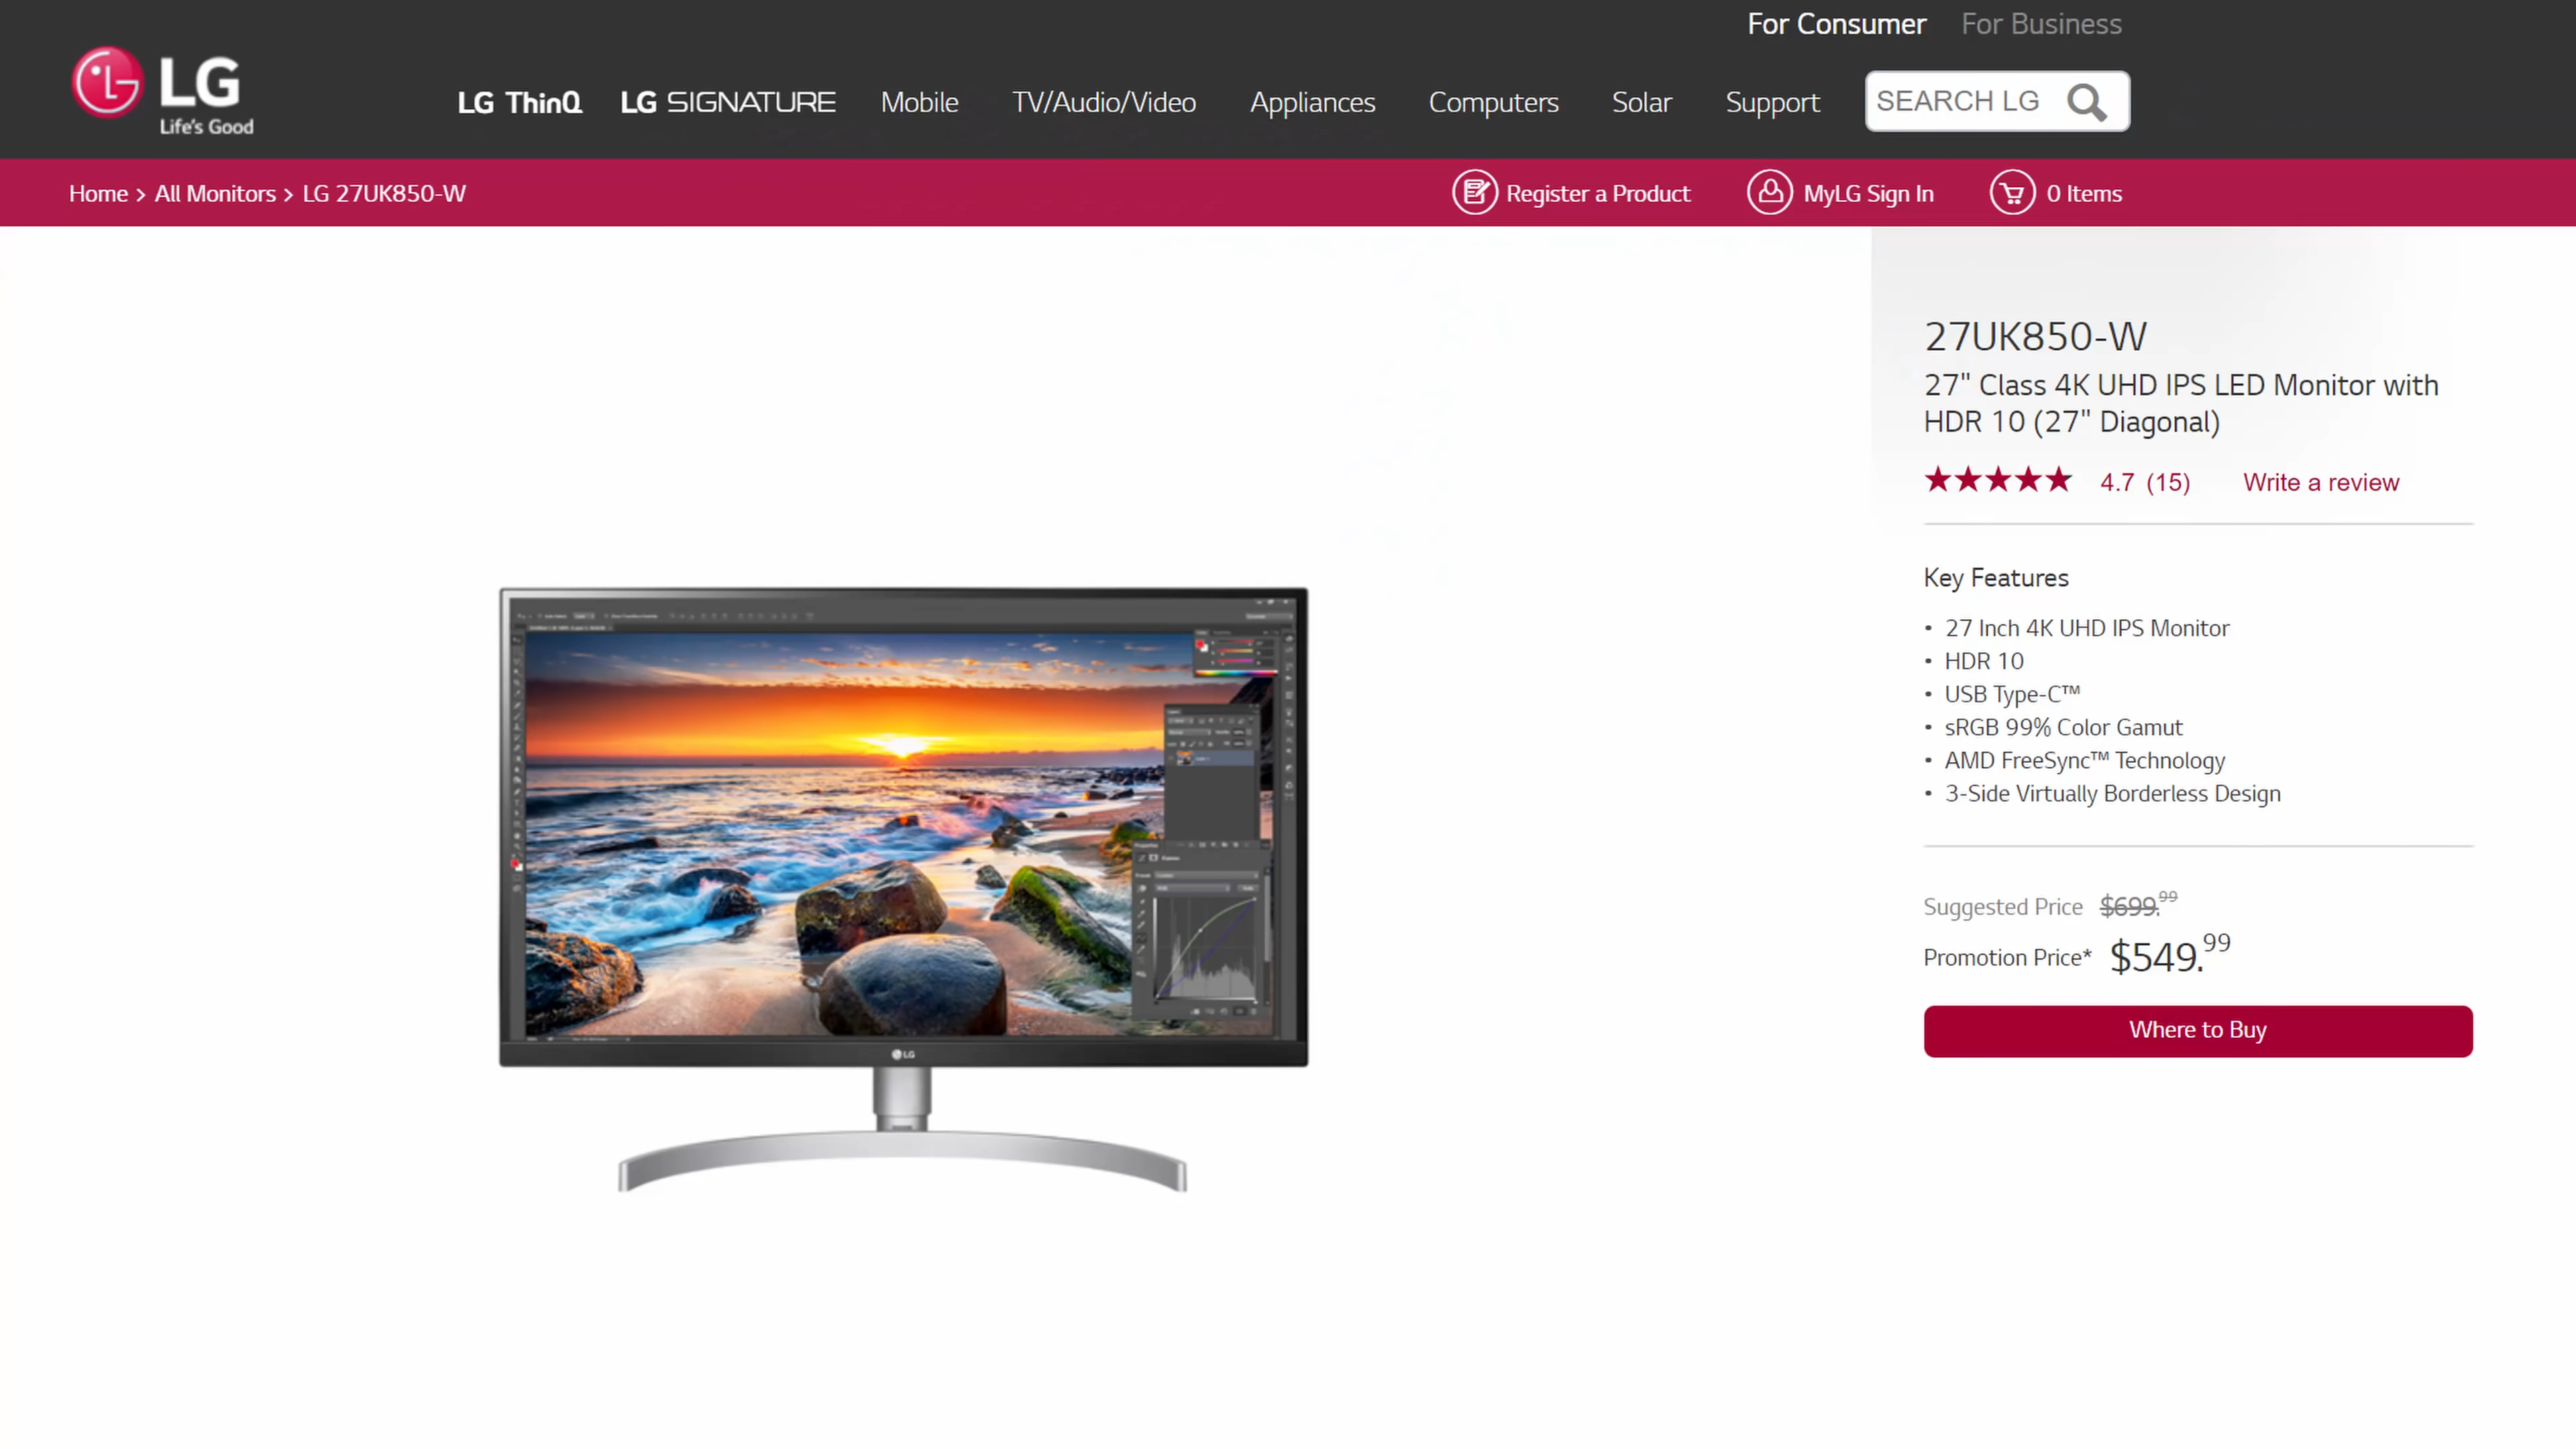 For Consumer For Business
LG
Life's Good
LG ThinQ LG SIGNATURE Mobile TV/Audio/Video Appliances Computers Solar Support SEARCH LG
Home > All Monitors > LG 27UK850-W Register a Product MyLG Sign In 0 Items
27UK850-W
27" Class 4K UHD IPS LED Monitor with
HDR 10 (27" Diagonal)
★★★★★ 4.7 (15) Write a review
Key Features
• 27 Inch 4K UHD IPS Monitor
• HDR 10
• USB Type-C™
• sRGB 99% Color Gamut
• AMD FreeSync™ Technology
• 3-Side Virtually Borderless Design
Suggested Price $699.99
Promotion Price* $549.99
Where to Buy
LG